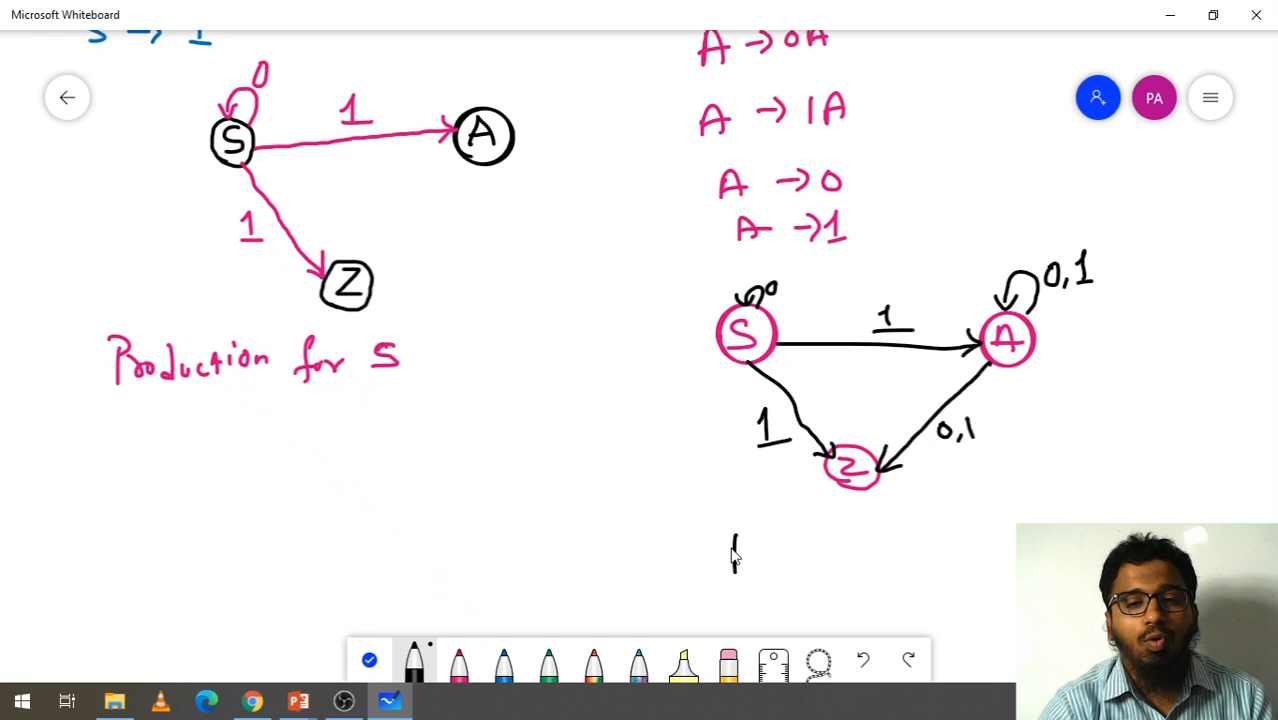 Microsoft Whiteboard
S → 1
A → 0A
A → 1A
A → 0
A → 1
PA
0
S
1
A
1
Z
Production for S
0
S
1
A
0,1
1
0,1
Z